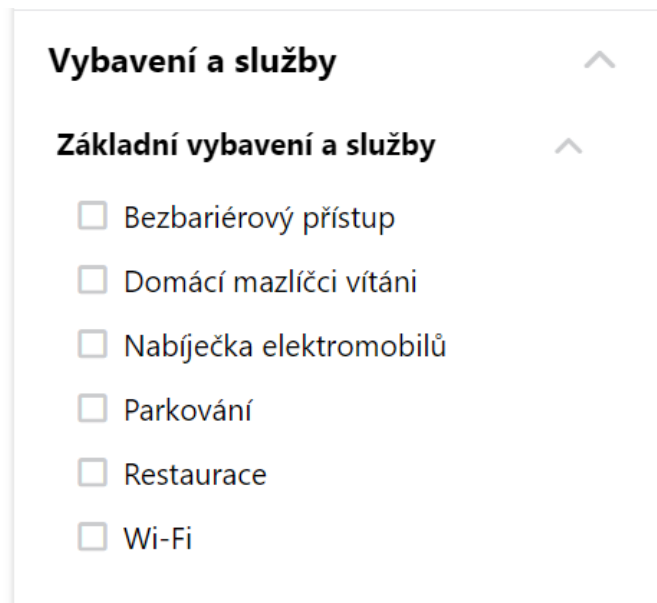 Vybavení a služby
Základní vybavení a služby
Bezbariérový přístup
Domácí mazlíčci vítáni
Nabíječka elektromobilů
Parkování
Restaurace
Wi-Fi